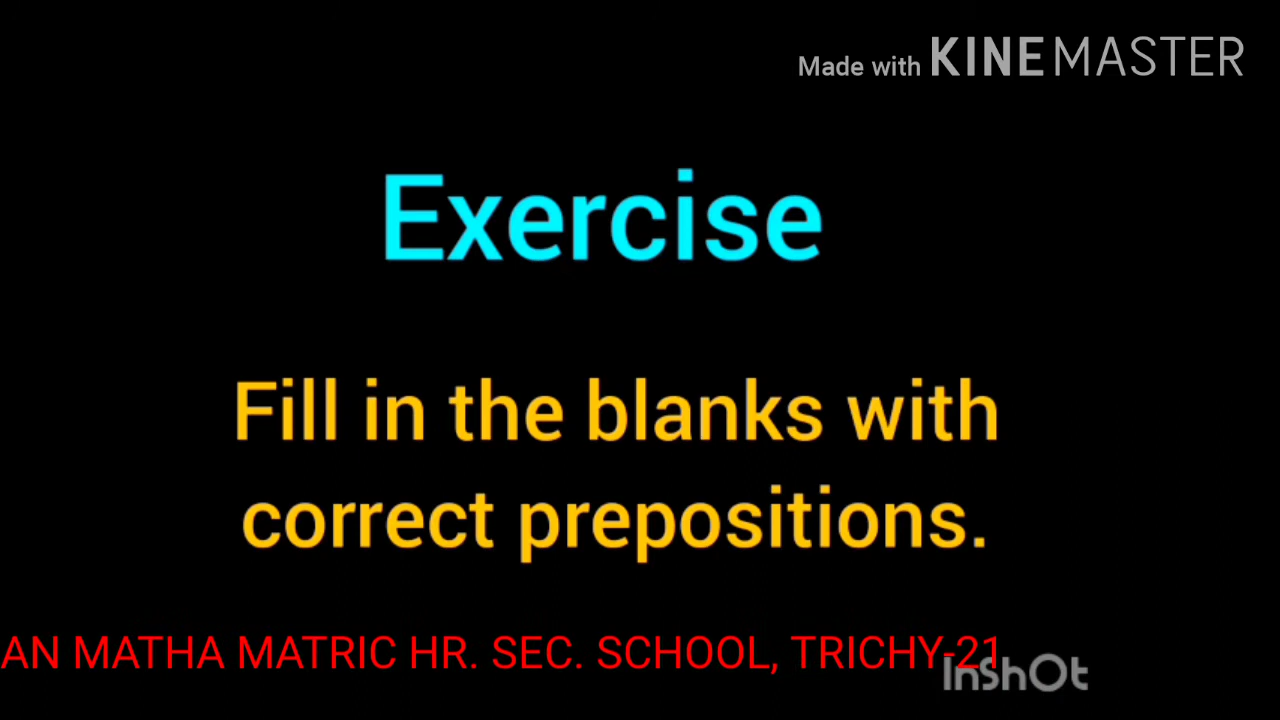 Made with KINEMASTER
Exercise
Fill in the blanks with
correct prepositions.
AN MATHA MATRIC HR. SEC. SCHOOL, TRICHY-21
InShOt